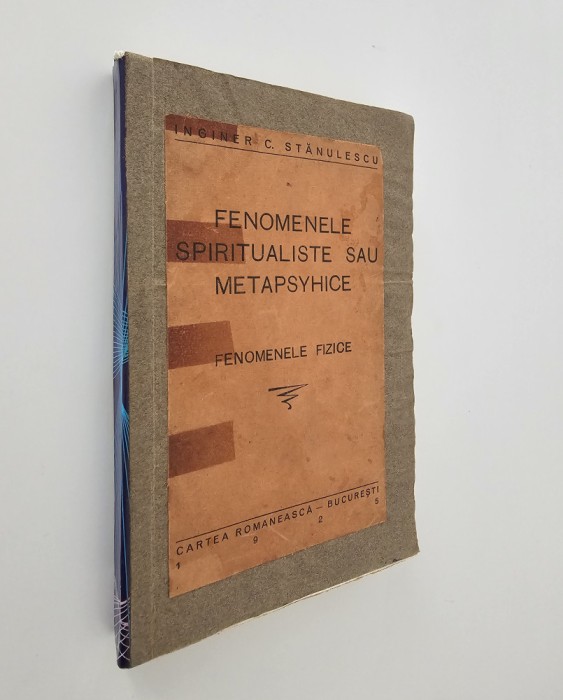 INGINER C. STĂNULESCU
FENOMENELE
SPIRITUALISTE SAU
METAPSYHICE
FENOMENELE FIZICE
CARTEA ROMANEASCĂ — BUCUREȘTI
1 9 2 5